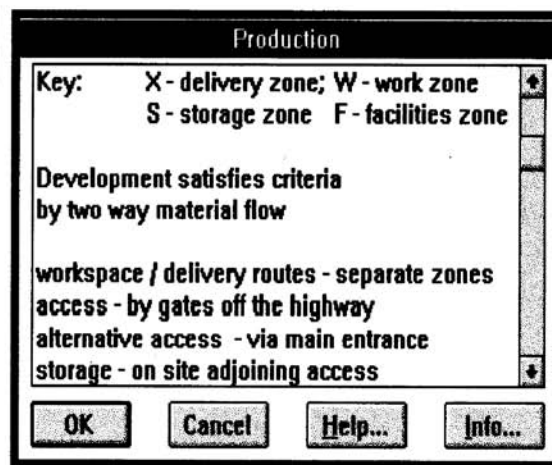 Production
Key: X - delivery zone; W - work zone
S - storage zone F - facilities zone
Development satisfies criteria
by two way material flow
workspace / delivery routes - separate zones
access - by gates off the highway
alternative access - via main entrance
storage - on site adjoining access
OK Cancel Help... Info...